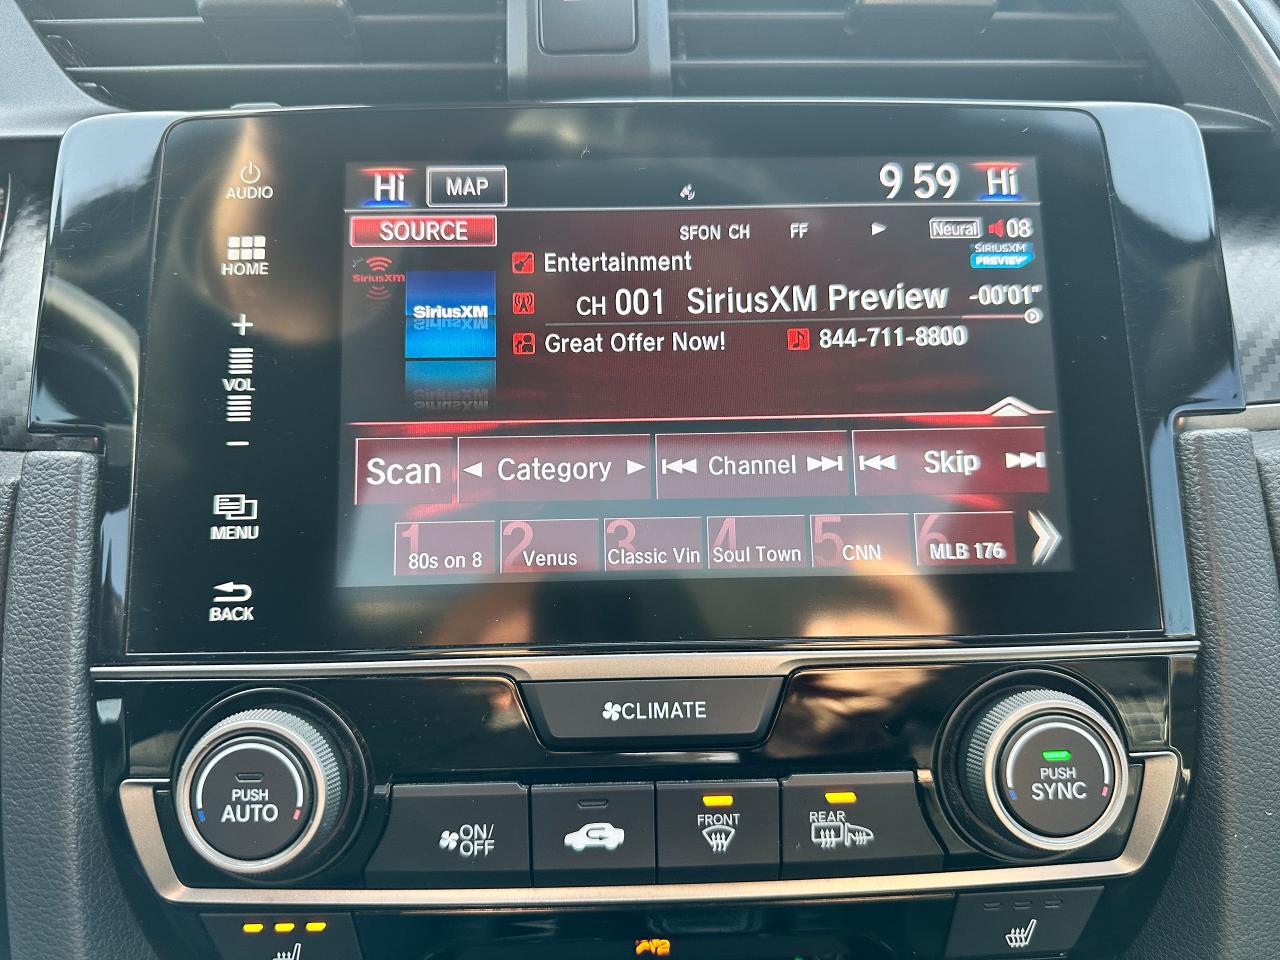 AUDIO
HOME
+
VOL
−
MENU
BACK
Hi MAP 9 59 Hi
SOURCE SFON CH FF Neural 08
SIRIUSXM
PREVIEW
SiriusXM
Entertainment
SiriusXM
CH 001 SiriusXM Preview -00'01"
Great Offer Now! 844-711-8800
Scan Category Channel Skip
1 80s on 8
2 Venus
3 Classic Vin
4 Soul Town
5 CNN
6 MLB 176
CLIMATE
PUSH
AUTO
ON/
OFF
FRONT
REAR
PUSH
SYNC